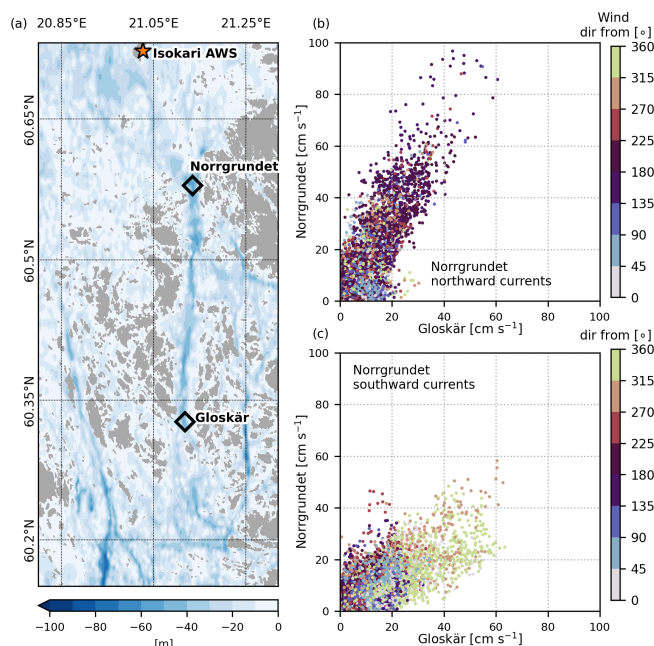 (a)
20.85°E
21.05°E
21.25°E
60.65°N
60.5°N
60.35°N
60.2°N
Isokari AWS
Norrgrundet
Gloskär
−100
−80
−60
−40
−20
0
[m]
(b)
Wind
dir from [∘]
100
80
60
40
20
0
Norrgrundet [cm s⁻¹]
Norrgrundet
northward currents
0
20
40
60
80
100
Gloskär [cm s⁻¹]
360
315
270
225
180
135
90
45
0
(c)
dir from [∘]
100
80
60
40
20
0
Norrgrundet [cm s⁻¹]
Norrgrundet
southward currents
0
20
40
60
80
100
Gloskär [cm s⁻¹]
360
315
270
225
180
135
90
45
0